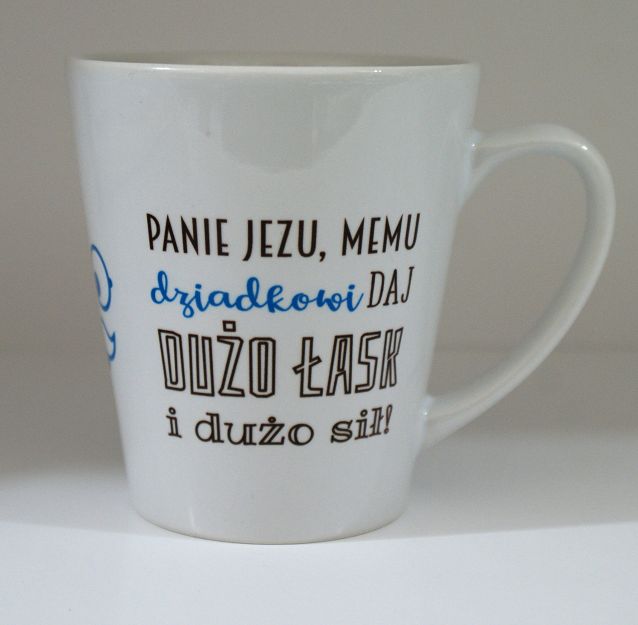 PANIE JEZU, MEMU
dziadkowi DAJ
DUŻO ŁASK
i dużo sił!